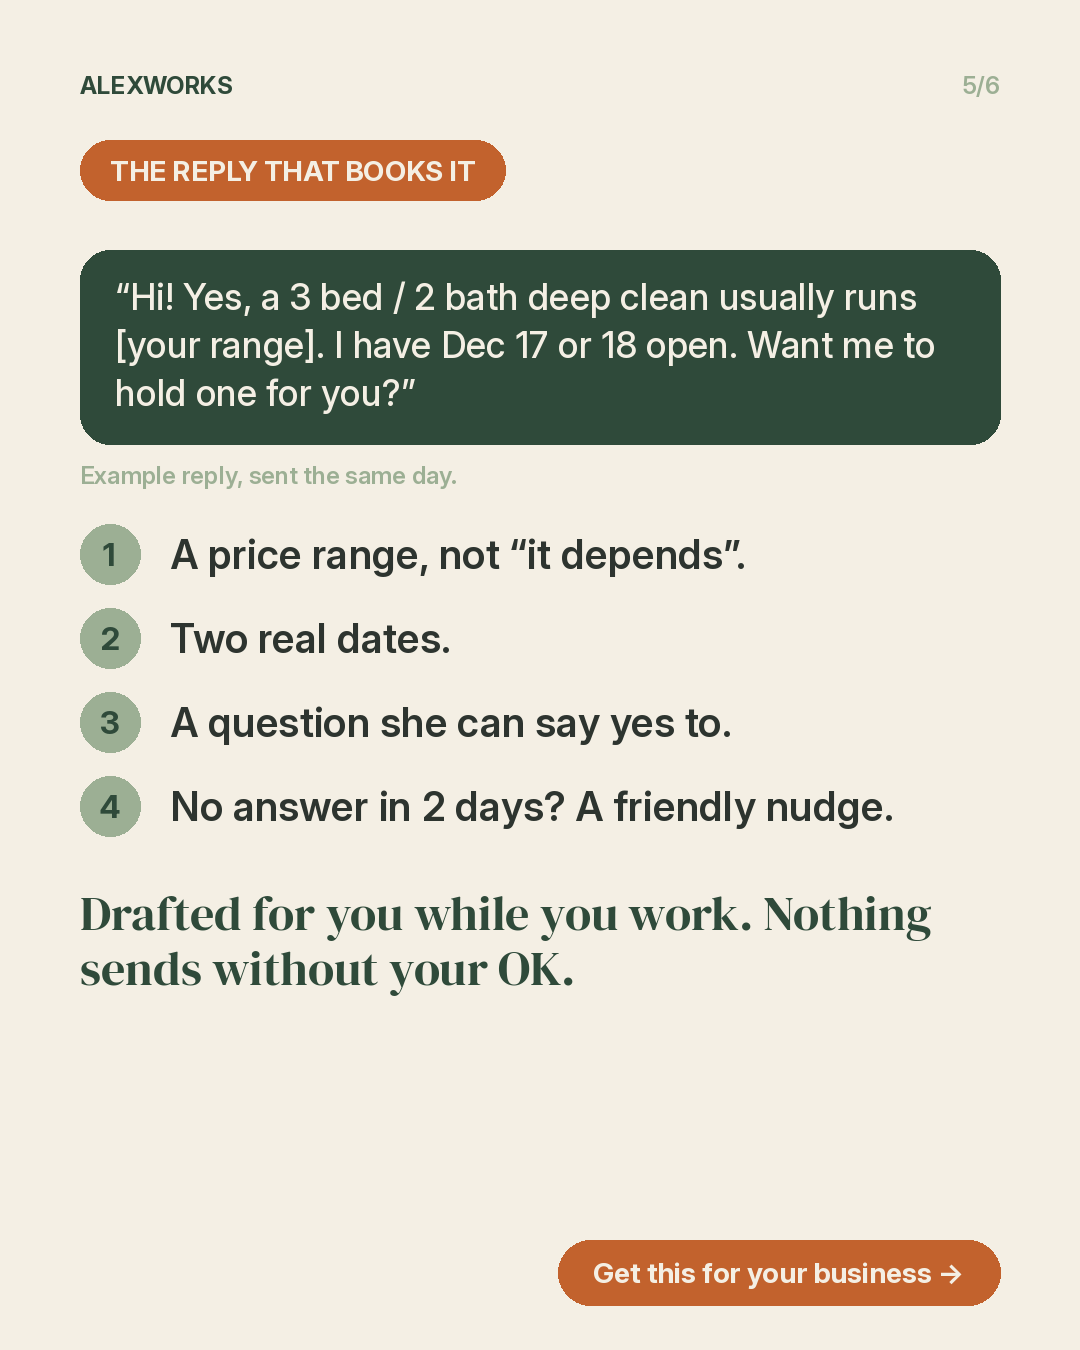 ALEXWORKS
5/6
THE REPLY THAT BOOKS IT
“Hi! Yes, a 3 bed / 2 bath deep clean usually runs
[your range]. I have Dec 17 or 18 open. Want me to
hold one for you?”
Example reply, sent the same day.
1 A price range, not “it depends”.
2 Two real dates.
3 A question she can say yes to.
4 No answer in 2 days? A friendly nudge.
Drafted for you while you work. Nothing
sends without your OK.
Get this for your business →